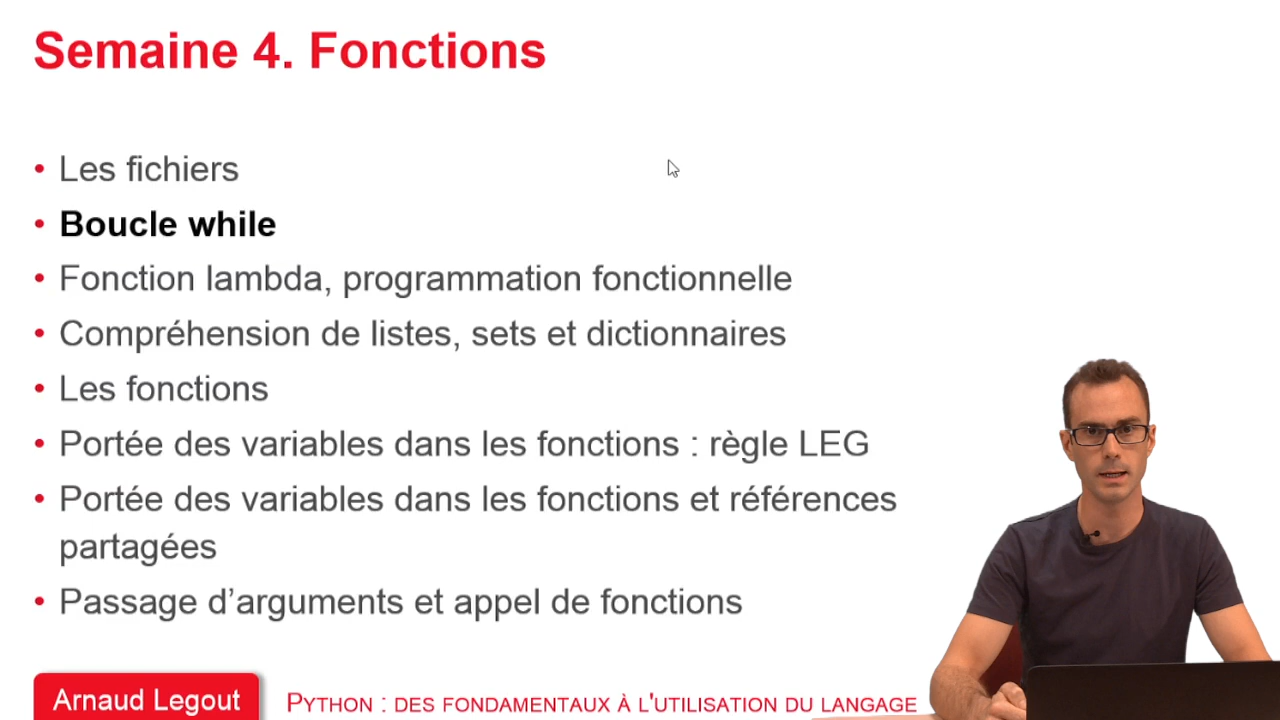 Semaine 4. Fonctions
• Les fichiers
• Boucle while
• Fonction lambda, programmation fonctionnelle
• Compréhension de listes, sets et dictionnaires
• Les fonctions
• Portée des variables dans les fonctions : règle LEG
• Portée des variables dans les fonctions et références
partagées
• Passage d’arguments et appel de fonctions
Arnaud Legout
PYTHON : DES FONDAMENTAUX À L'UTILISATION DU LANGAGE